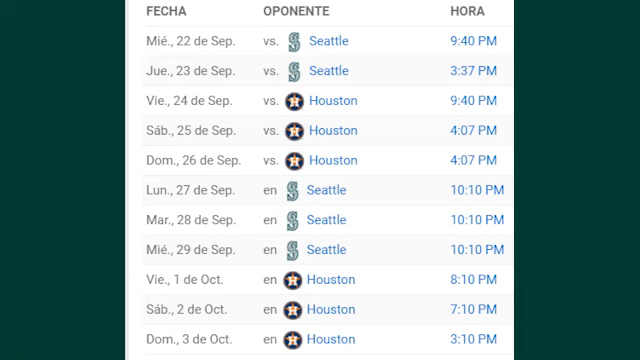 FECHA OPONENTE HORA
Mié., 22 de Sep. vs. Seattle 9:40 PM
Jue., 23 de Sep. vs. Seattle 3:37 PM
Vie., 24 de Sep. vs. Houston 9:40 PM
Sáb., 25 de Sep. vs. Houston 4:07 PM
Dom., 26 de Sep. vs. Houston 4:07 PM
Lun., 27 de Sep. en Seattle 10:10 PM
Mar., 28 de Sep. en Seattle 10:10 PM
Mié., 29 de Sep. en Seattle 10:10 PM
Vie., 1 de Oct. en Houston 8:10 PM
Sáb., 2 de Oct. en Houston 7:10 PM
Dom., 3 de Oct. en Houston 3:10 PM